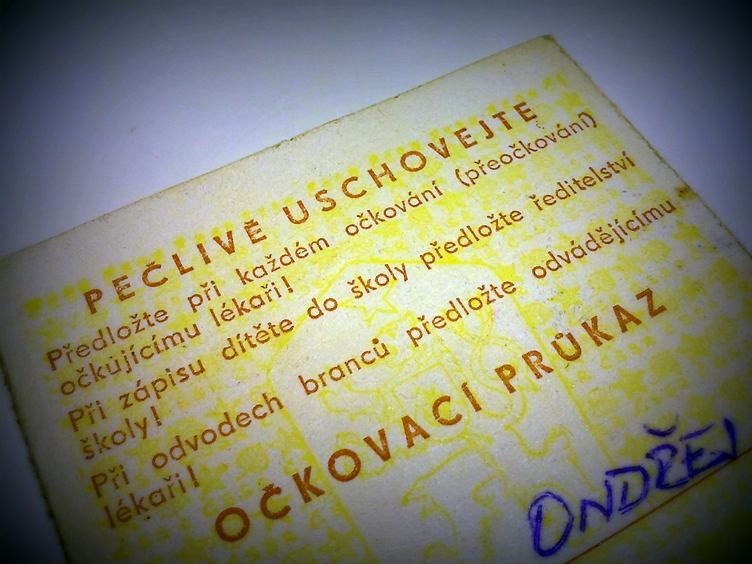 PEČLIVĚ USCHOVEJTE
Předložte při každém očkování (přeočkování)
očkujícímu lékaři!
Při zápisu dítěte do školy předložte ředitelství
školy!
Při odvodech branců předložte odvádějícímu
lékaři!
OČKOVACÍ PRŮKAZ
ONDŘEJ